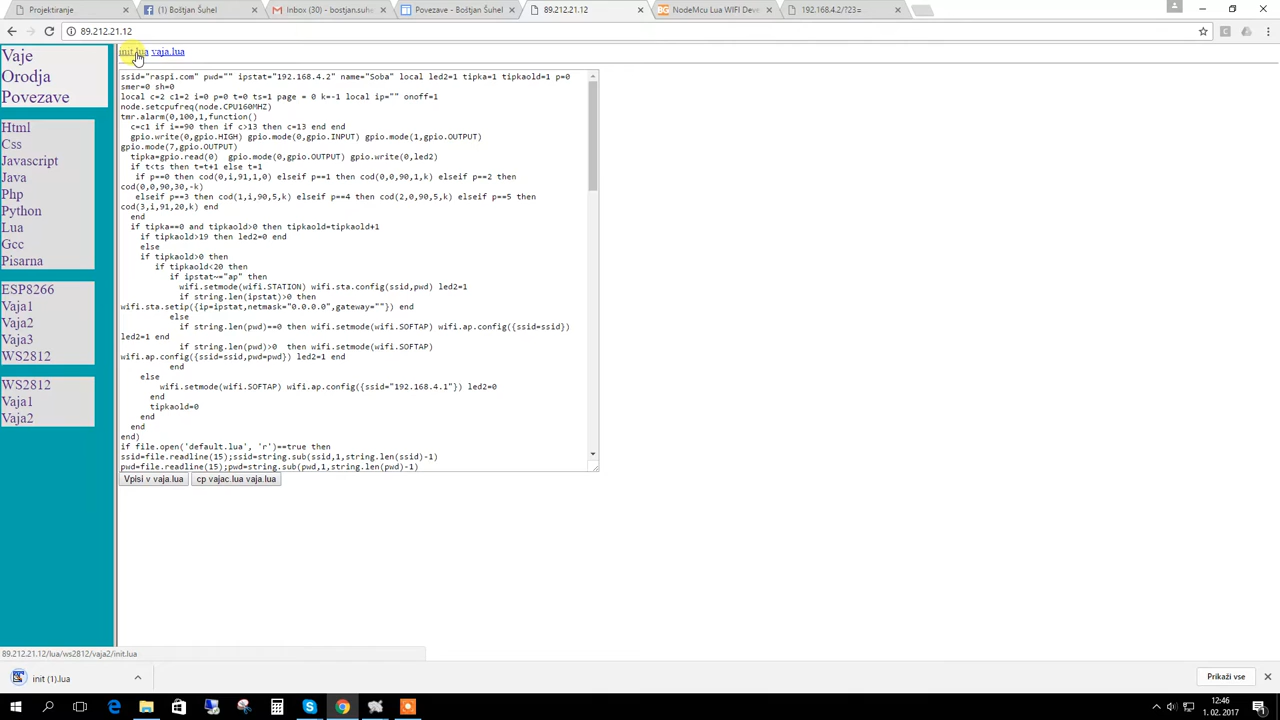 Projektiranje
(1) Boštjan Šuhel
Inbox (30) - bostjan.suhe
Povezave - Boštjan Šuhel
89.212.21.12
NodeMcu Lua WIFI Deve
192.168.4.2/?23=
89.212.21.12
init.lua vaja.lua
Vaje
Orodja
Povezave
Html
Css
Javascript
Java
Php
Python
Lua
Gcc
Pisarna
ESP8266
Vaja1
Vaja2
Vaja3
WS2812
WS2812
Vaja1
Vaja2
ssid="raspi.com" pwd="" ipstat="192.168.4.2" name="Soba" local led2=1 tipka=1 tipkaold=1 p=0
smer=0 sh=0
local c=2 c1=2 i=0 p=0 t=0 ts=1 page = 0 k=-1 local ip="" onoff=1
node.setcpufreq(node.CPU160MHZ)
tmr.alarm(0,100,1,function()
c=c1 if i==90 then if c>13 then c=13 end end
gpio.write(0,gpio.HIGH) gpio.mode(0,gpio.INPUT) gpio.mode(1,gpio.OUTPUT)
gpio.mode(7,gpio.OUTPUT)
tipka=gpio.read(0) gpio.mode(0,gpio.OUTPUT) gpio.write(0,led2)
if t<ts then t=t+1 else t=1
if p==0 then cod(0,i,91,1,0) elseif p==1 then cod(0,0,90,1,k) elseif p==2 then
cod(0,0,90,30,-k)
elseif p==3 then cod(1,i,90,5,k) elseif p==4 then cod(2,0,90,5,k) elseif p==5 then
cod(3,i,91,20,k) end
end
if tipka==0 and tipkaold>0 then tipkaold=tipkaold+1
if tipkaold>19 then led2=0 end
else
if tipkaold>0 then
if tipkaold<20 then
if ipstat~="ap" then
wifi.setmode(wifi.STATION) wifi.sta.config(ssid,pwd) led2=1
if string.len(ipstat)>0 then
wifi.sta.setip({ip=ipstat,netmask="0.0.0.0",gateway=""}) end
else
if string.len(pwd)==0 then wifi.setmode(wifi.SOFTAP) wifi.ap.config({ssid=ssid})
led2=1 end
if string.len(pwd)>0 then wifi.setmode(wifi.SOFTAP)
wifi.ap.config({ssid=ssid,pwd=pwd}) led2=1 end
end
else
wifi.setmode(wifi.SOFTAP) wifi.ap.config({ssid="192.168.4.1"}) led2=0
end
tipkaold=0
end
end
end)
if file.open('default.lua', 'r')==true then
ssid=file.readline(15);ssid=string.sub(ssid,1,string.len(ssid)-1)
pwd=file.readline(15);pwd=string.sub(pwd,1,string.len(pwd)-1)
Vpisi v vaja.lua cp vajac.lua vaja.lua
89.212.21.12/lua/ws2812/vaja2/init.lua
init (1).lua
Prikaži vse
12:46
1. 02. 2017